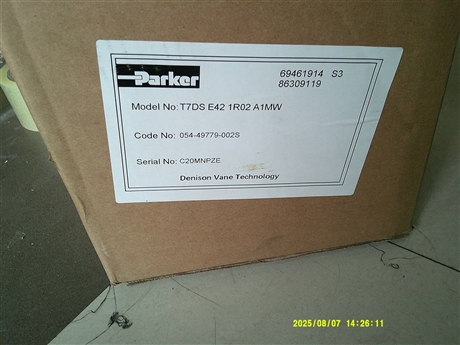 Parker
69461914 S3
86309119
Model No: T7DS E42 1R02 A1MW
Code No: 054-49779-002S
Serial No: C20MNPZE
Denison Vane Technology
2025/08/07 14:26:11